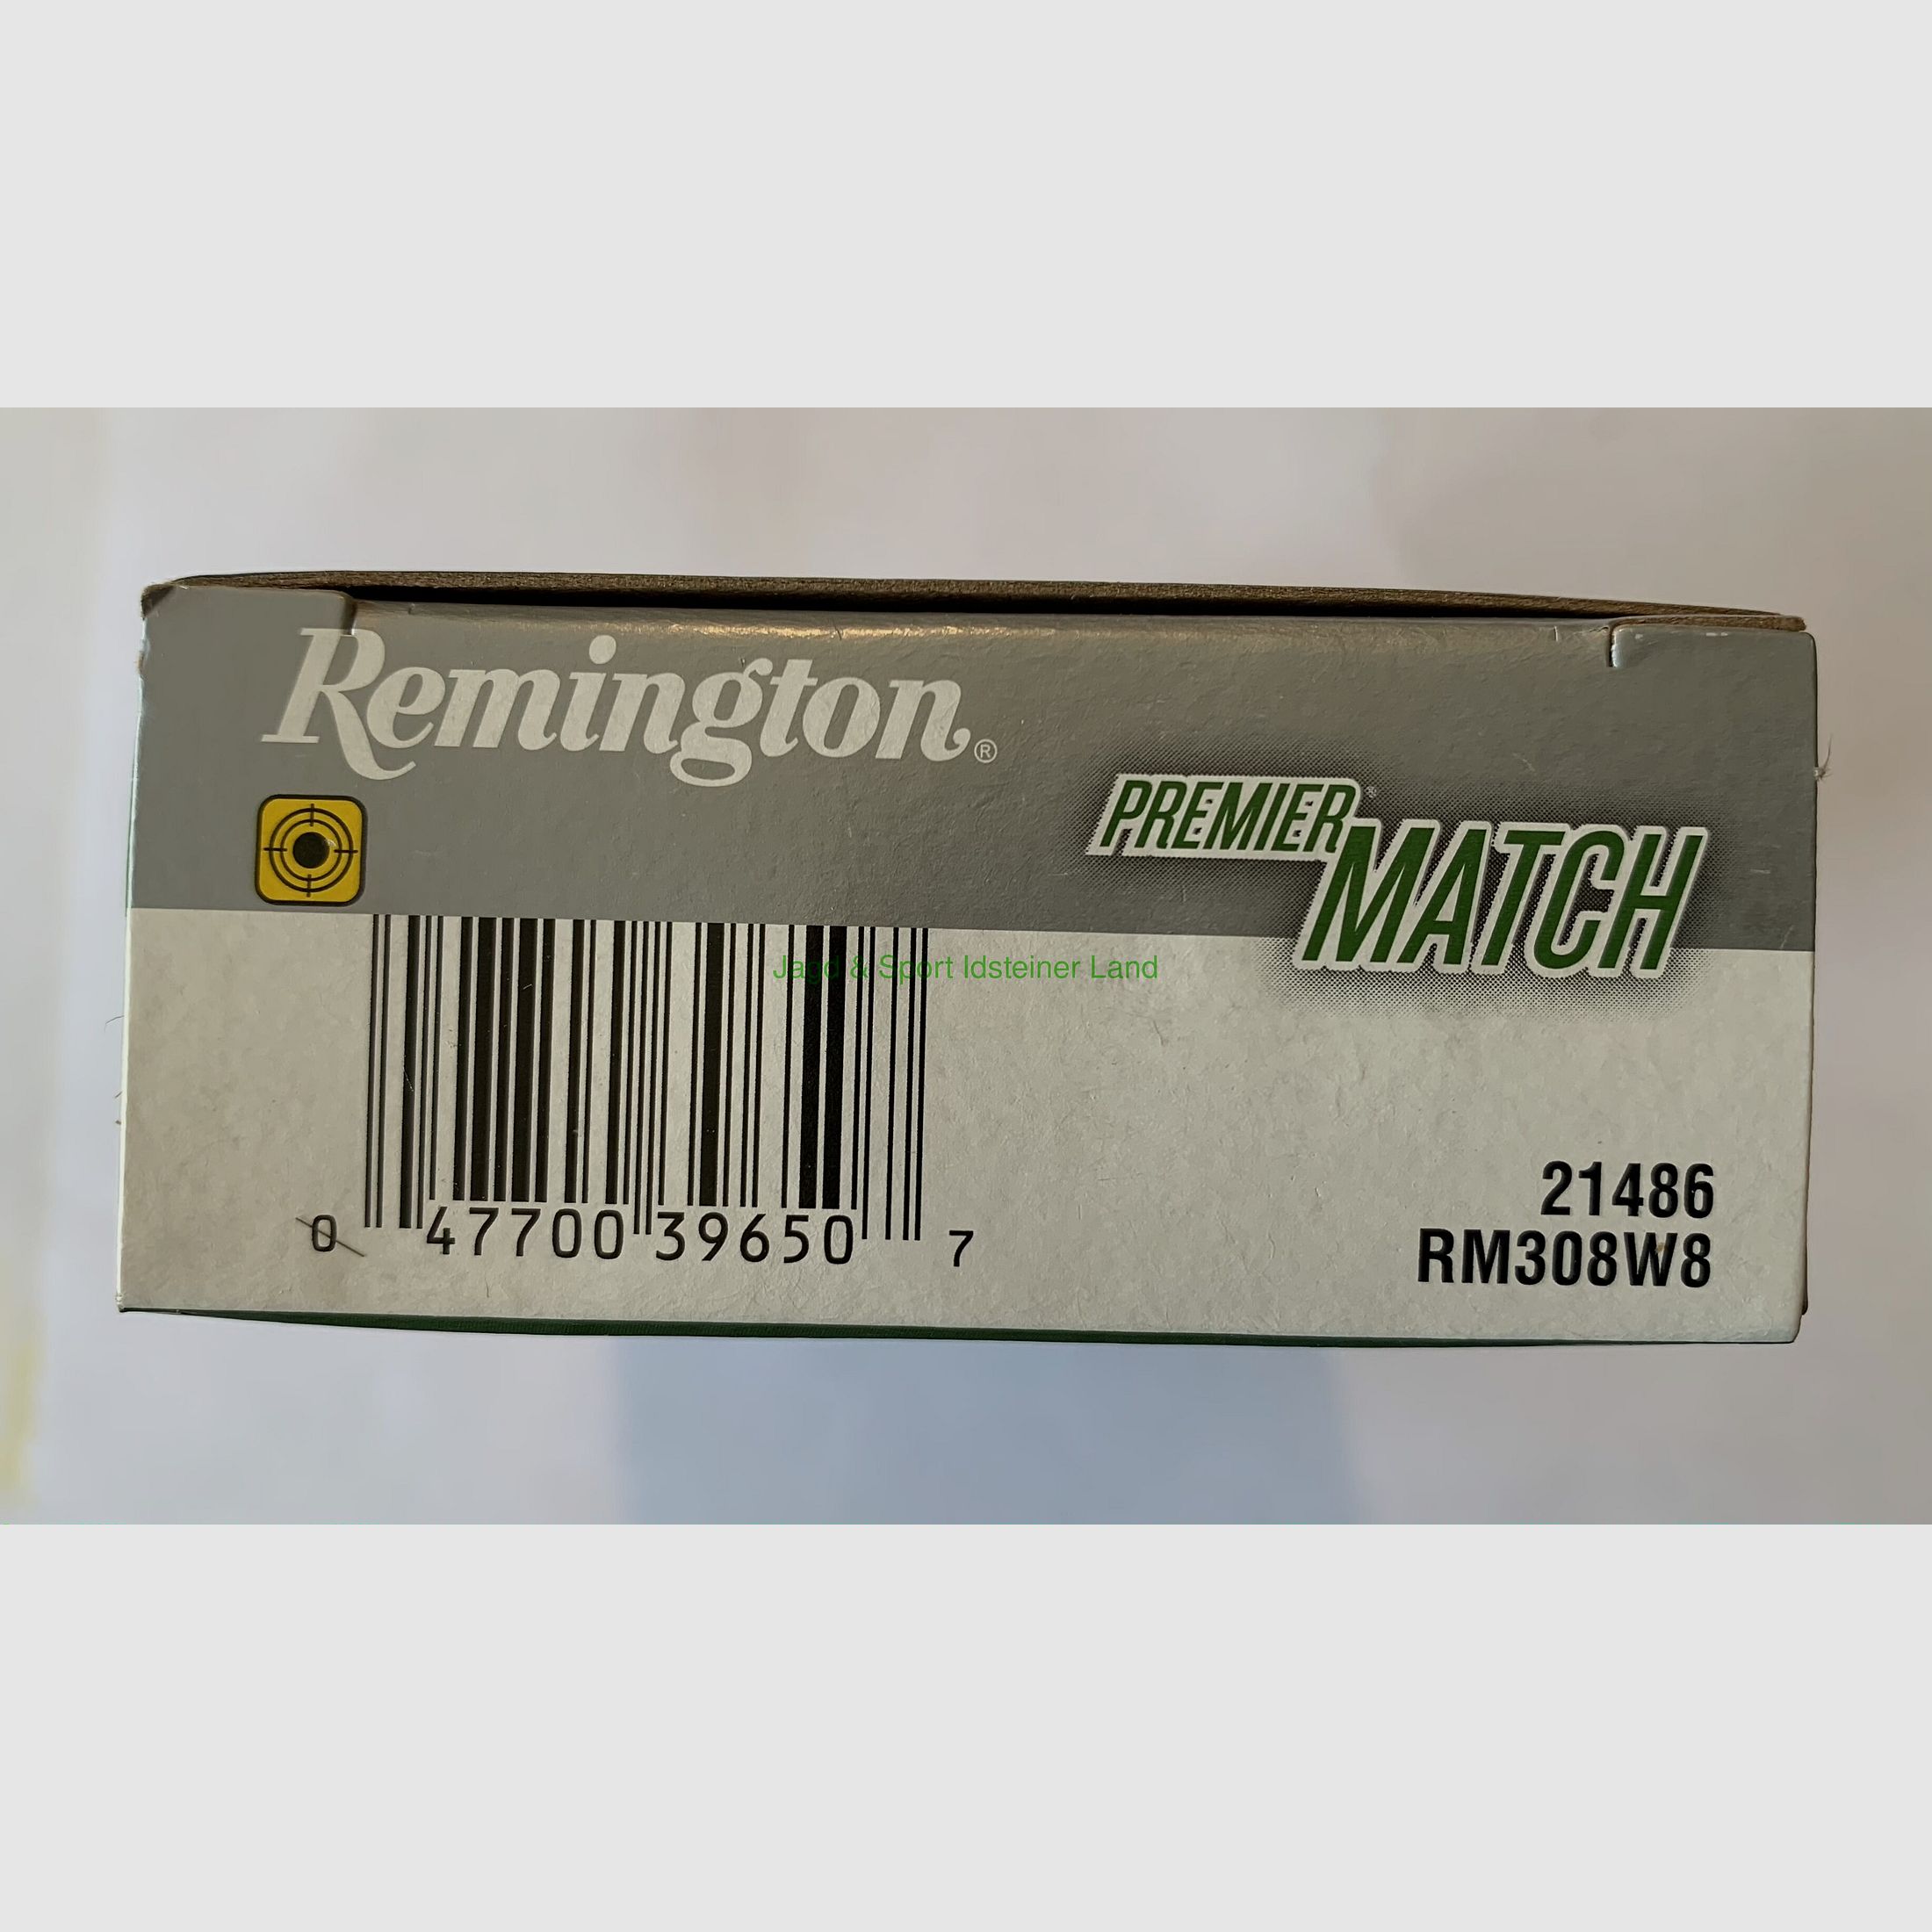 Remington®
PREMIER®
MATCH
Jagd & Sport Idsteiner Land
21486
RM308W8
0 47700 39650 7